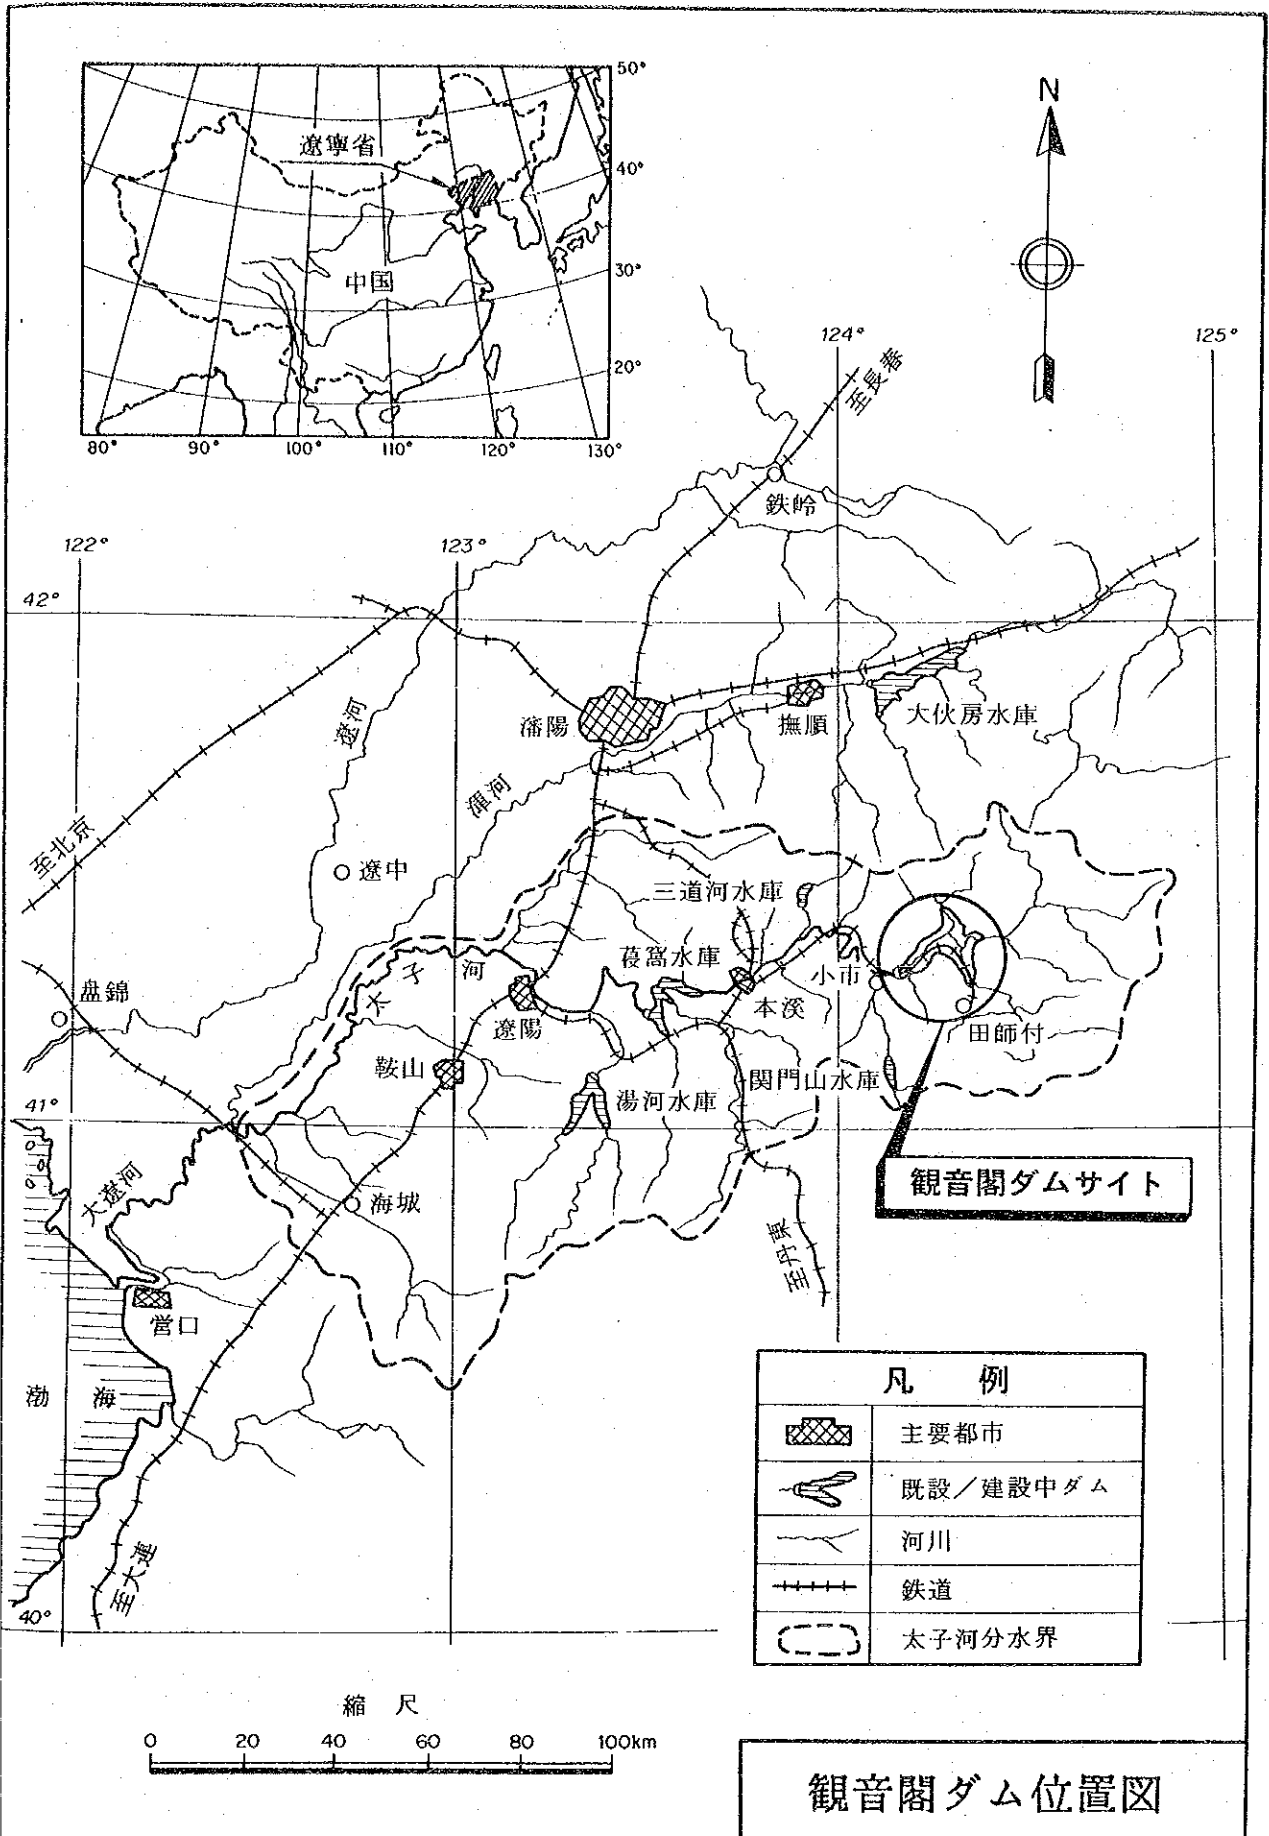 50°
遼寧省
40°
中国
30°
20°
80°
90°
100°
110°
120°
130°
N
124°
125°
至長春
鉄岭
122°
123°
42°
遼河
瀋陽
撫順
大伙房水庫
渾河
至北京
遼中
三道河水庫
葠窩水庫
太子河
小市
盘錦
遼陽
本溪
田師付
鞍山
関門山水庫
湯河水庫
41°
大遼河
海城
観音閣ダムサイト
至丹東
営口
渤海
凡例
主要都市
既設／建設中ダム
河川
鉄道
太子河分水界
至大連
40°
縮尺
0 20 40 60 80 100km
観音閣ダム位置図